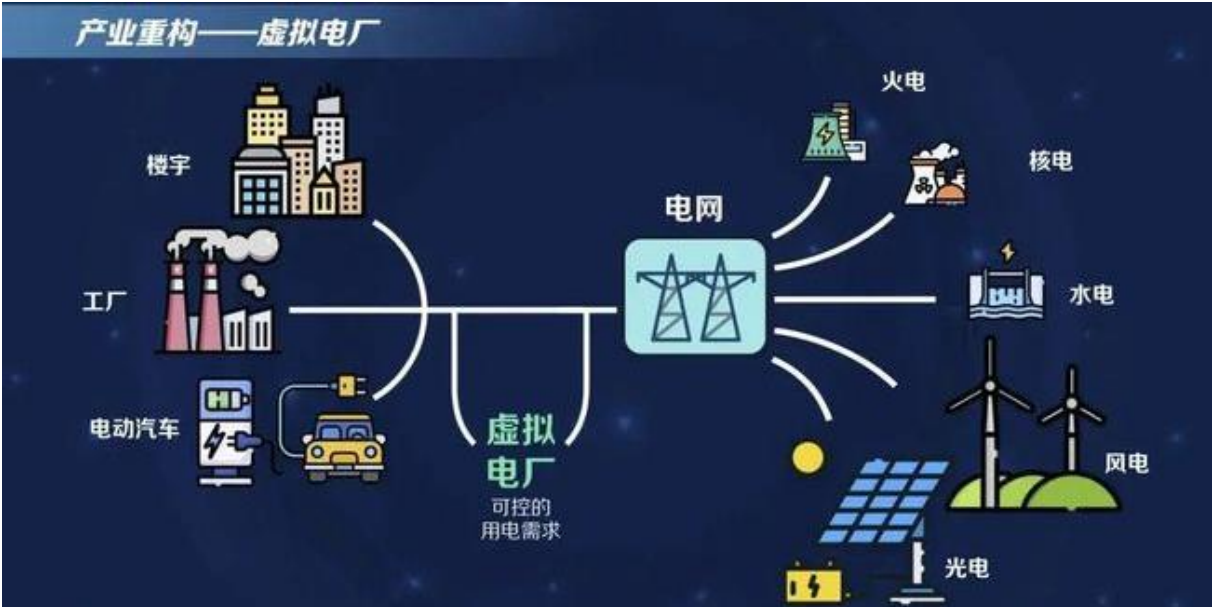 产业重构——虚拟电厂
火电
楼宇
核电
电网
工厂
水电
电动汽车
虚拟
电厂
可控的
用电需求
风电
光电